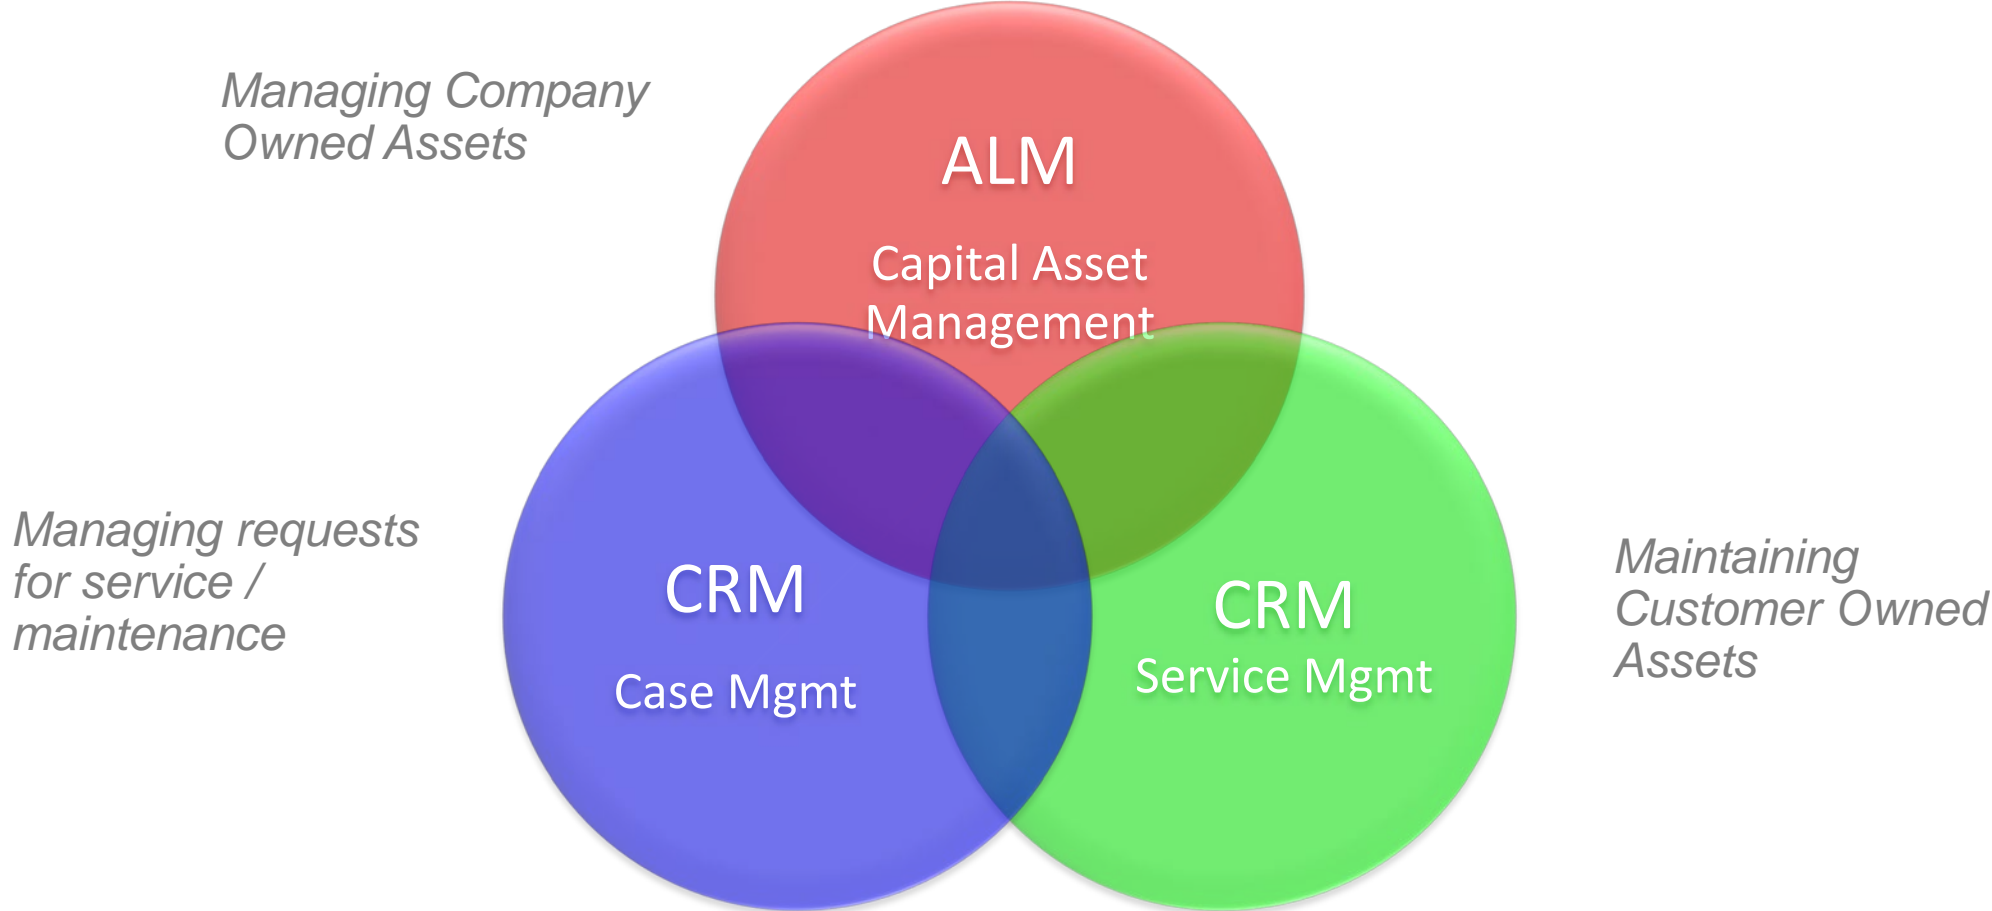 Managing Company
Owned Assets
ALM
Capital Asset
Management
Managing requests
for service /
maintenance
CRM
Case Mgmt
CRM
Service Mgmt
Maintaining
Customer Owned
Assets